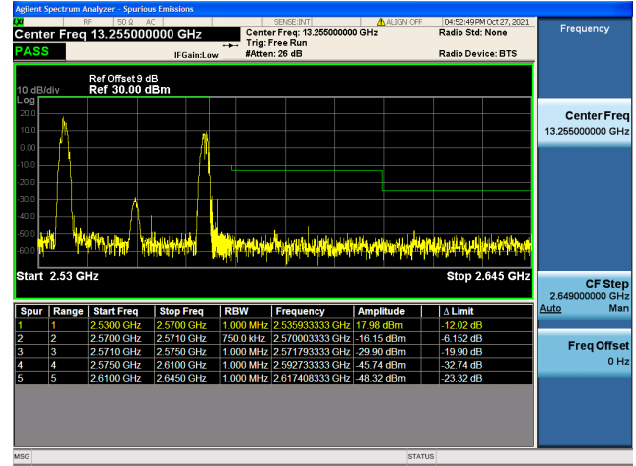 Agilent Spectrum Analyzer - Spurious Emissions
LXI RF 50 Ω AC SENSE:INT ALIGN OFF 04:52:49PM Oct 27, 2021
Center Freq 13.255000000 GHz Center Freq: 13.255000000 GHz Radio Std: None Frequency
PASS Trig: Free Run
IFGain:Low #Atten: 26 dB Radio Device: BTS
Ref Offset 9 dB
10 dB/div Ref 30.00 dBm
Log
20.0
10.0
0.00
-10.0
-20.0
-30.0
-40.0
-50.0
-60.0
Start 2.53 GHz Stop 2.645 GHz
Spur Range Start Freq Stop Freq RBW Frequency Amplitude Δ Limit
1 1 2.5300 GHz 2.5700 GHz 1.000 MHz 2.535933333 GHz 17.98 dBm -12.02 dB
2 2 2.5700 GHz 2.5710 GHz 750.0 kHz 2.570003333 GHz -16.15 dBm -6.152 dB
3 3 2.5710 GHz 2.5750 GHz 1.000 MHz 2.571793333 GHz -29.90 dBm -19.90 dB
4 4 2.5750 GHz 2.6100 GHz 1.000 MHz 2.592733333 GHz -45.74 dBm -32.74 dB
5 5 2.6100 GHz 2.6450 GHz 1.000 MHz 2.617408333 GHz -48.32 dBm -23.32 dB
Center Freq
13.255000000 GHz
CF Step
2.649000000 GHz
Auto Man
Freq Offset
0 Hz
MSG STATUS